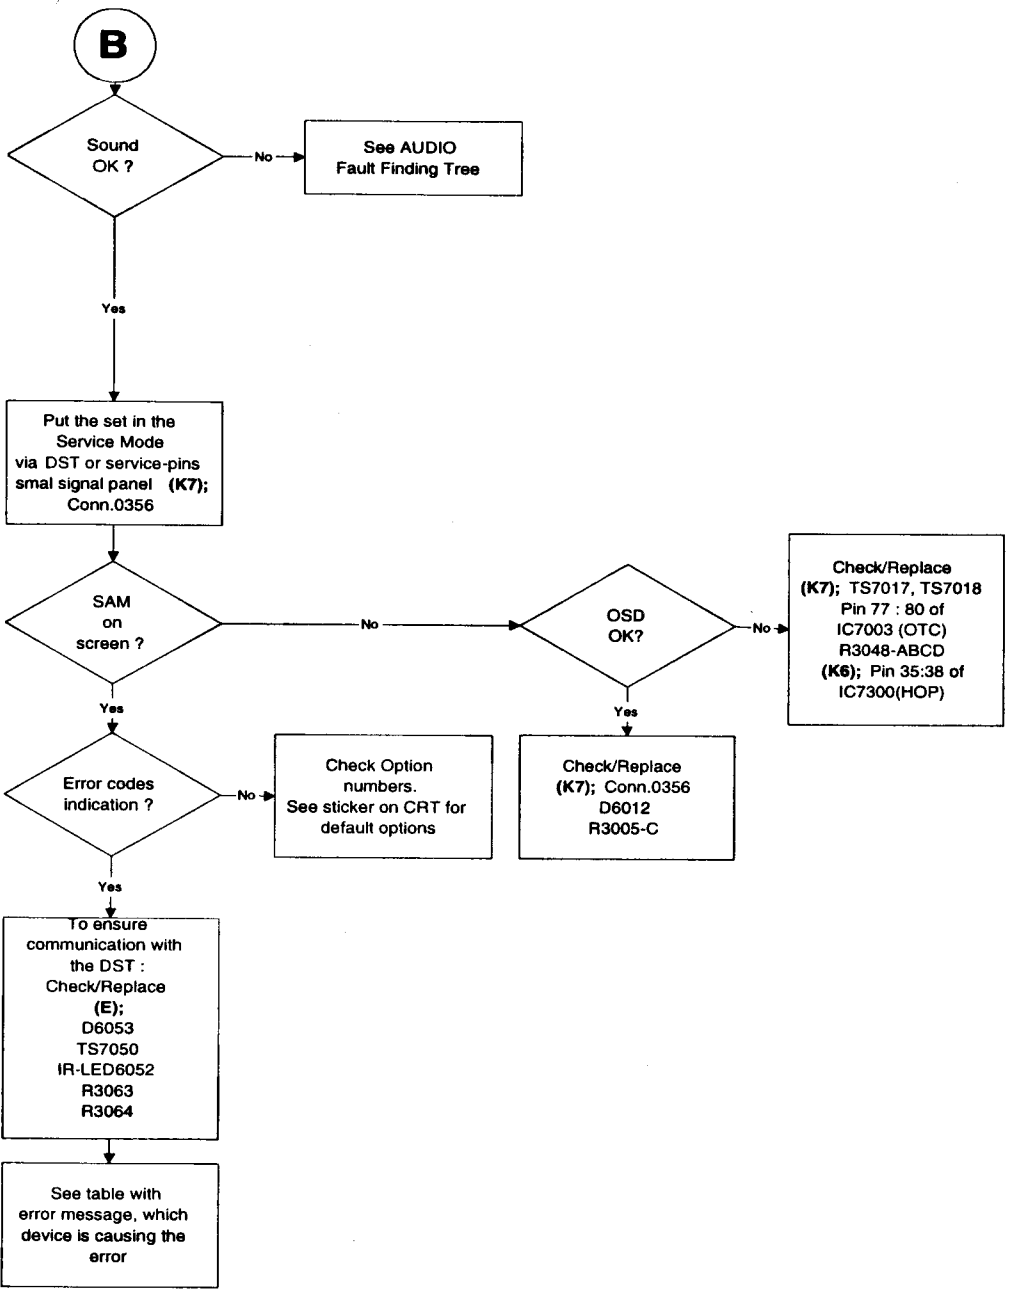 B
Sound
OK ?
No
See AUDIO
Fault Finding Tree
Yes
Put the set in the
Service Mode
via DST or service-pins
smal signal panel (K7);
Conn.0356
SAM
on
screen ?
No
OSD
OK?
No
Check/Replace
(K7); TS7017, TS7018
Pin 77 : 80 of
IC7003 (OTC)
R3048-ABCD
(K6); Pin 35:38 of
IC7300(HOP)
Yes
Yes
Error codes
indication ?
No
Check Option
numbers.
See sticker on CRT for
default options
Check/Replace
(K7); Conn.0356
D6012
R3005-C
Yes
To ensure
communication with
the DST :
Check/Replace
(E);
D6053
TS7050
IR-LED6052
R3063
R3064
See table with
error message, which
device is causing the
error